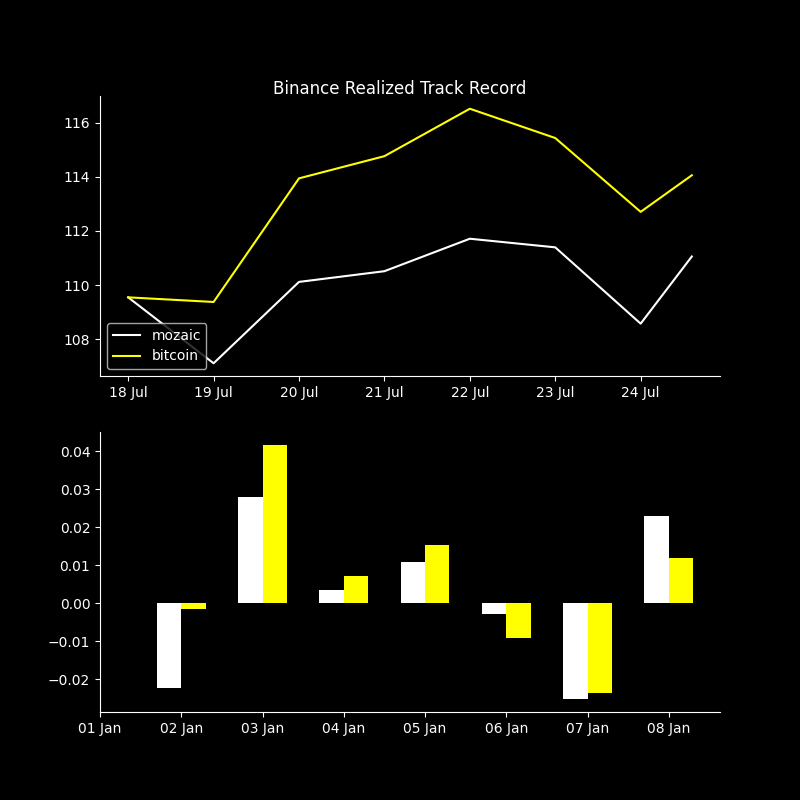 Binance Realized Track Record
116
114
112
110
108
mozaic
bitcoin
18 Jul 19 Jul 20 Jul 21 Jul 22 Jul 23 Jul 24 Jul
0.04
0.03
0.02
0.01
0.00
−0.01
−0.02
01 Jan 02 Jan 03 Jan 04 Jan 05 Jan 06 Jan 07 Jan 08 Jan